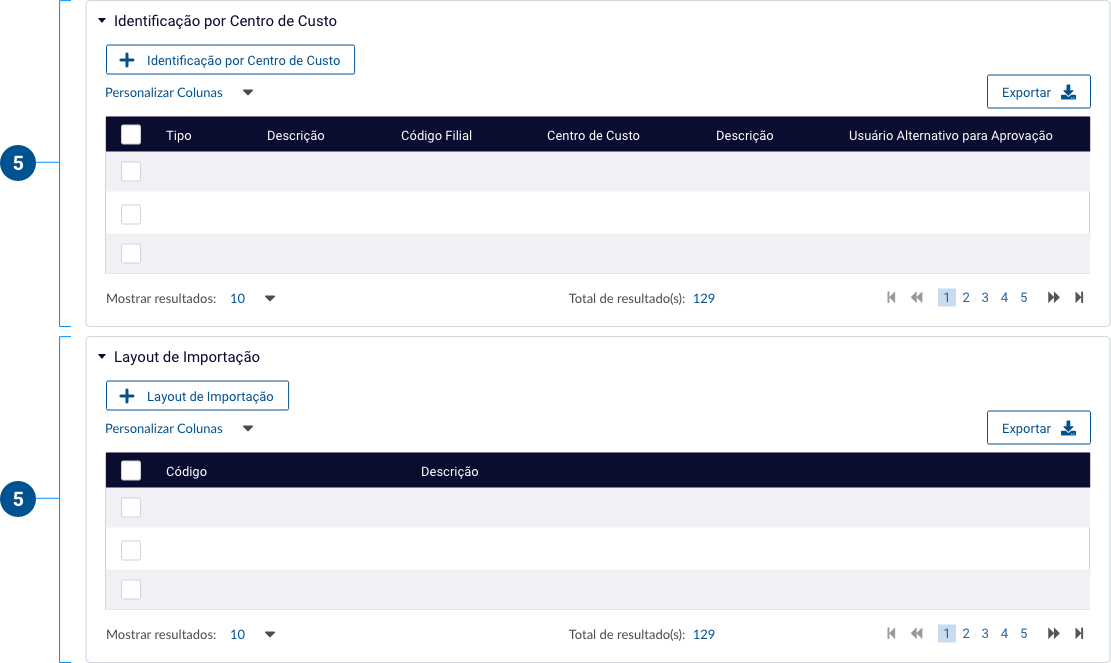 Identificação por Centro de Custo
Identificação por Centro de Custo
Personalizar Colunas
Exportar
Tipo Descrição Código Filial Centro de Custo Descrição Usuário Alternativo para Aprovação
5
Mostrar resultados: 10 Total de resultado(s): 129 1 2 3 4 5
Layout de Importação
Layout de Importação
Personalizar Colunas
Exportar
Código Descrição
5
Mostrar resultados: 10 Total de resultado(s): 129 1 2 3 4 5